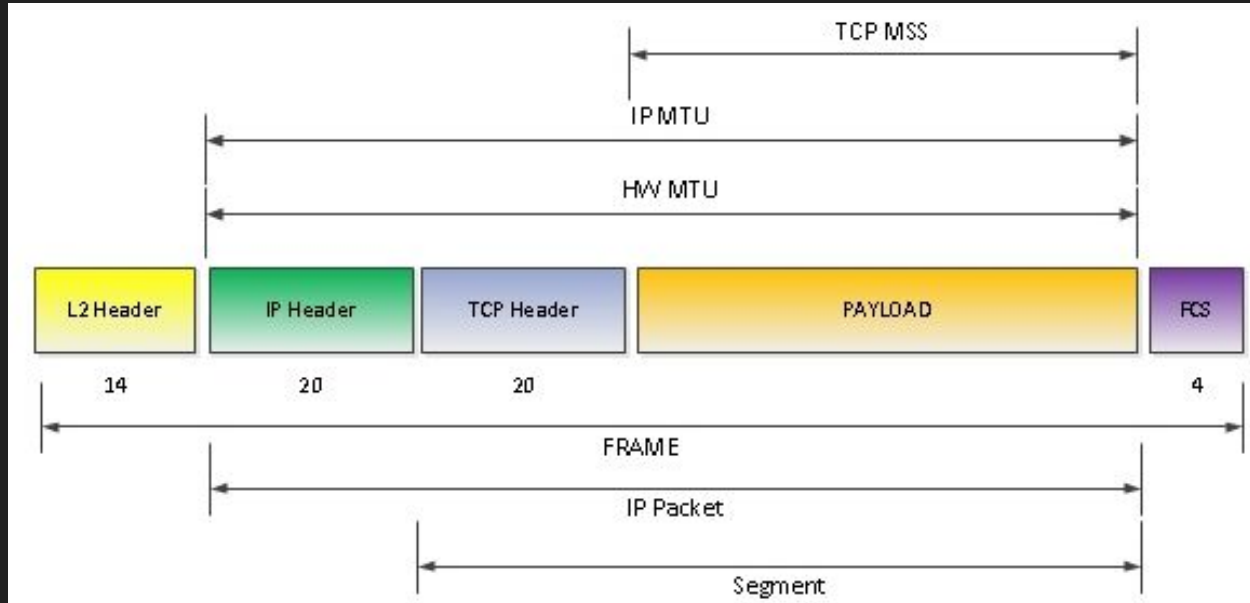 TCP MSS
IP MTU
HW MTU
L2 Header
IP Header
TCP Header
PAYLOAD
FCS
14
20
20
4
FRAME
IP Packet
Segment